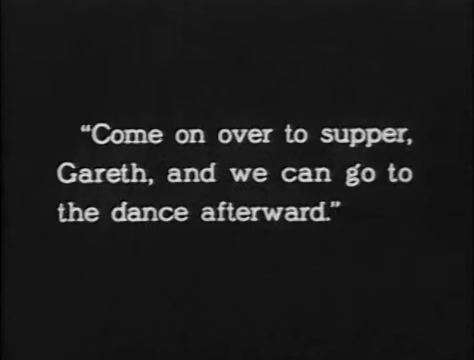 "Come on over to supper,
Gareth, and we can go to
the dance afterward."